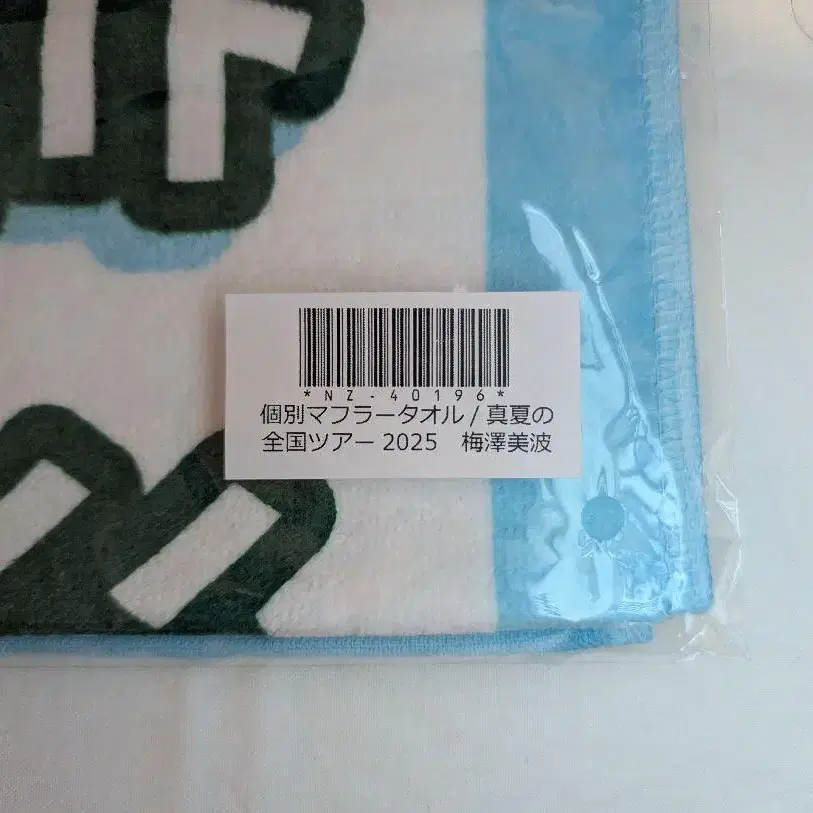 *NZ-40196*
個別マフラータオル / 真夏の
全国ツアー 2025　梅澤美波